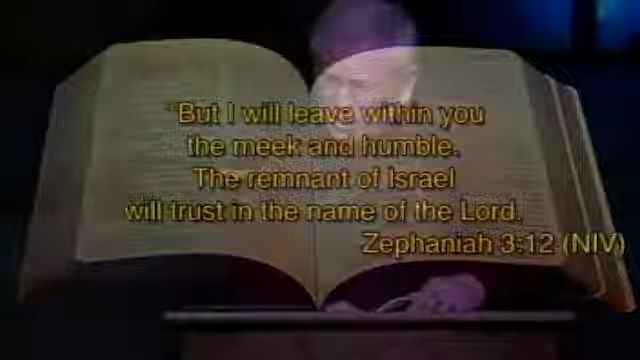 "But I will leave within you
the meek and humble.
The remnant of Israel
will trust in the name of the Lord.
Zephaniah 3:12 (NIV)